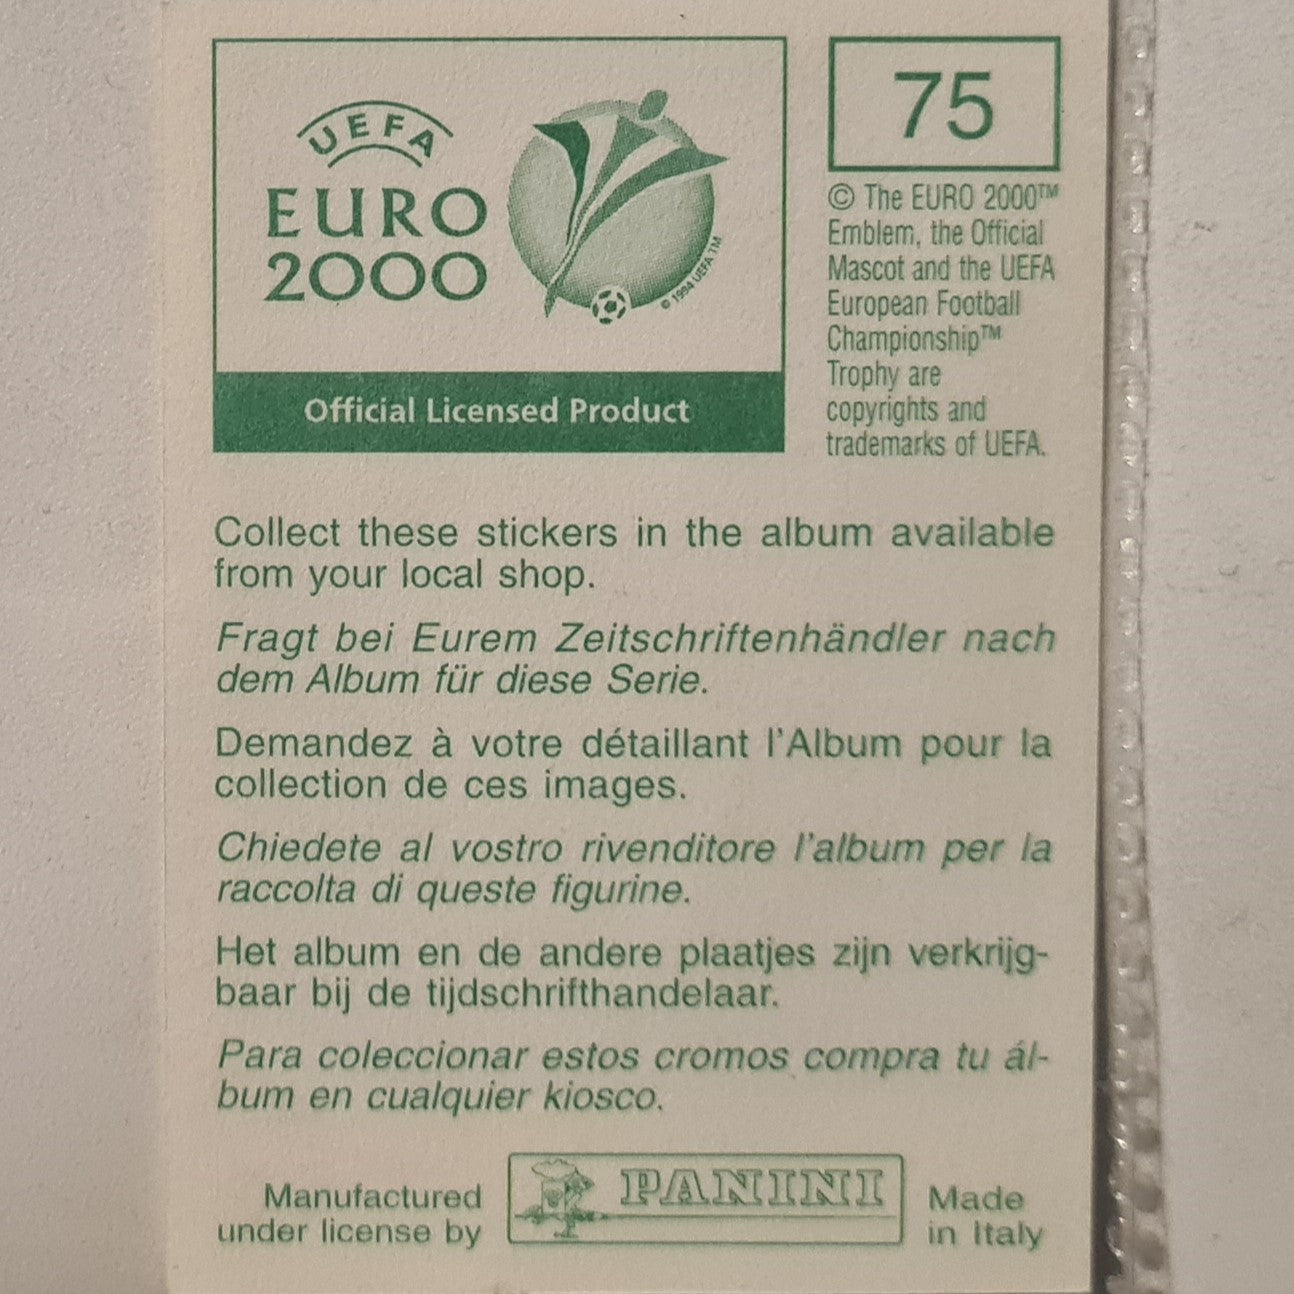 UEFA
EURO
2000
© 1994 UEFA TM
Official Licensed Product
75
© The EURO 2000™
Emblem, the Official
Mascot and the UEFA
European Football
Championship™
Trophy are
copyrights and
trademarks of UEFA.
Collect these stickers in the album available
from your local shop.
Fragt bei Eurem Zeitschriftenhändler nach
dem Album für diese Serie.
Demandez à votre détaillant l'Album pour la
collection de ces images.
Chiedete al vostro rivenditore l'album per la
raccolta di queste figurine.
Het album en de andere plaatjes zijn verkrijg-
baar bij de tijdschrifthandelaar.
Para coleccionar estos cromos compra tu ál-
bum en cualquier kiosco.
Manufactured
under license by
PANINI
Made
in Italy